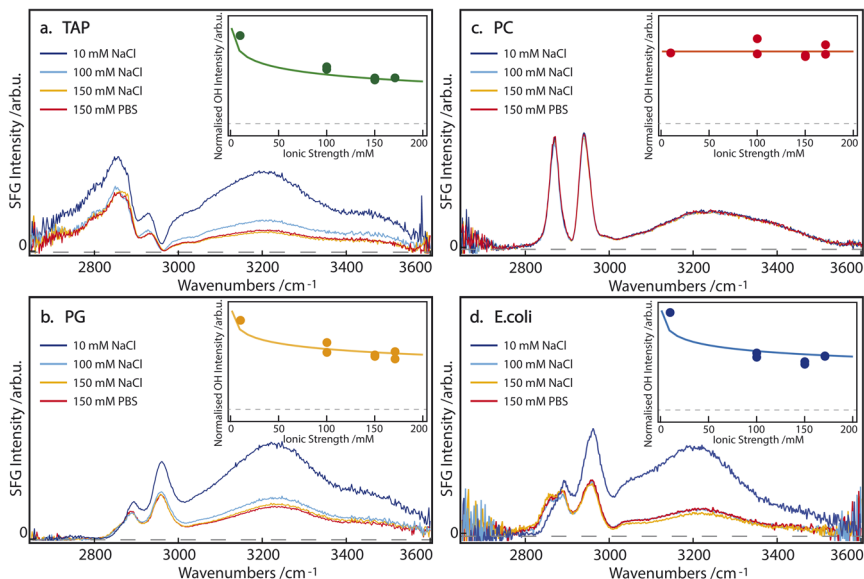 a. TAP
10 mM NaCl
100 mM NaCl
150 mM NaCl
150 mM PBS
SFG Intensity /arb.u.
0
2800 3000 3200 3400 3600
Wavenumbers /cm-1
Normalised OH Intensity/arb.u.
0 50 100 150 200
Ionic Strength /mM
c. PC
10 mM NaCl
100 mM NaCl
150 mM NaCl
150 mM PBS
SFG Intensity /arb.u.
0
2800 3000 3200 3400 3600
Wavenumbers /cm-1
Normalised OH Intensity/arb.u.
0 50 100 150 200
Ionic Strength /mM
b. PG
10 mM NaCl
100 mM NaCl
150 mM NaCl
150 mM PBS
SFG Intensity /arb.u.
0
2800 3000 3200 3400 3600
Wavenumbers /cm-1
Normalised OH Intensity /arb.u.
0 50 100 150 200
Ionic Strength /mM
d. E.coli
10 mM NaCl
100 mM NaCl
150 mM NaCl
150 mM PBS
SFG Intensity /arb.u.
0
2800 3000 3200 3400 3600
Wavenumbers /cm-1
Normalised OH Intensity /arb.u.
0 50 100 150 200
Ionic Strength /mM